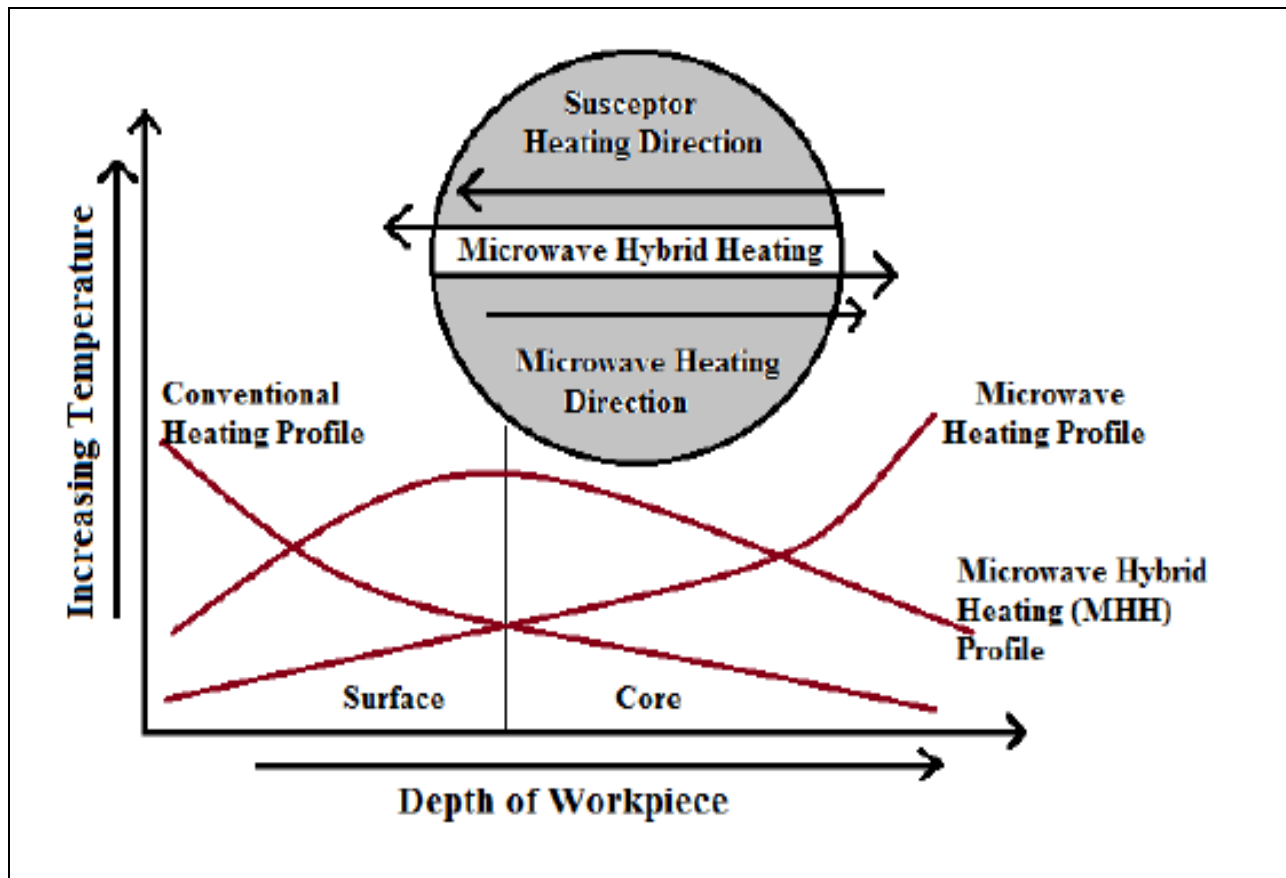 Susceptor
Heating Direction
Microwave Hybrid Heating
Microwave Heating
Direction
Increasing Temperature
Conventional
Heating Profile
Microwave
Heating Profile
Microwave Hybrid
Heating (MHH)
Profile
Surface
Core
Depth of Workpiece